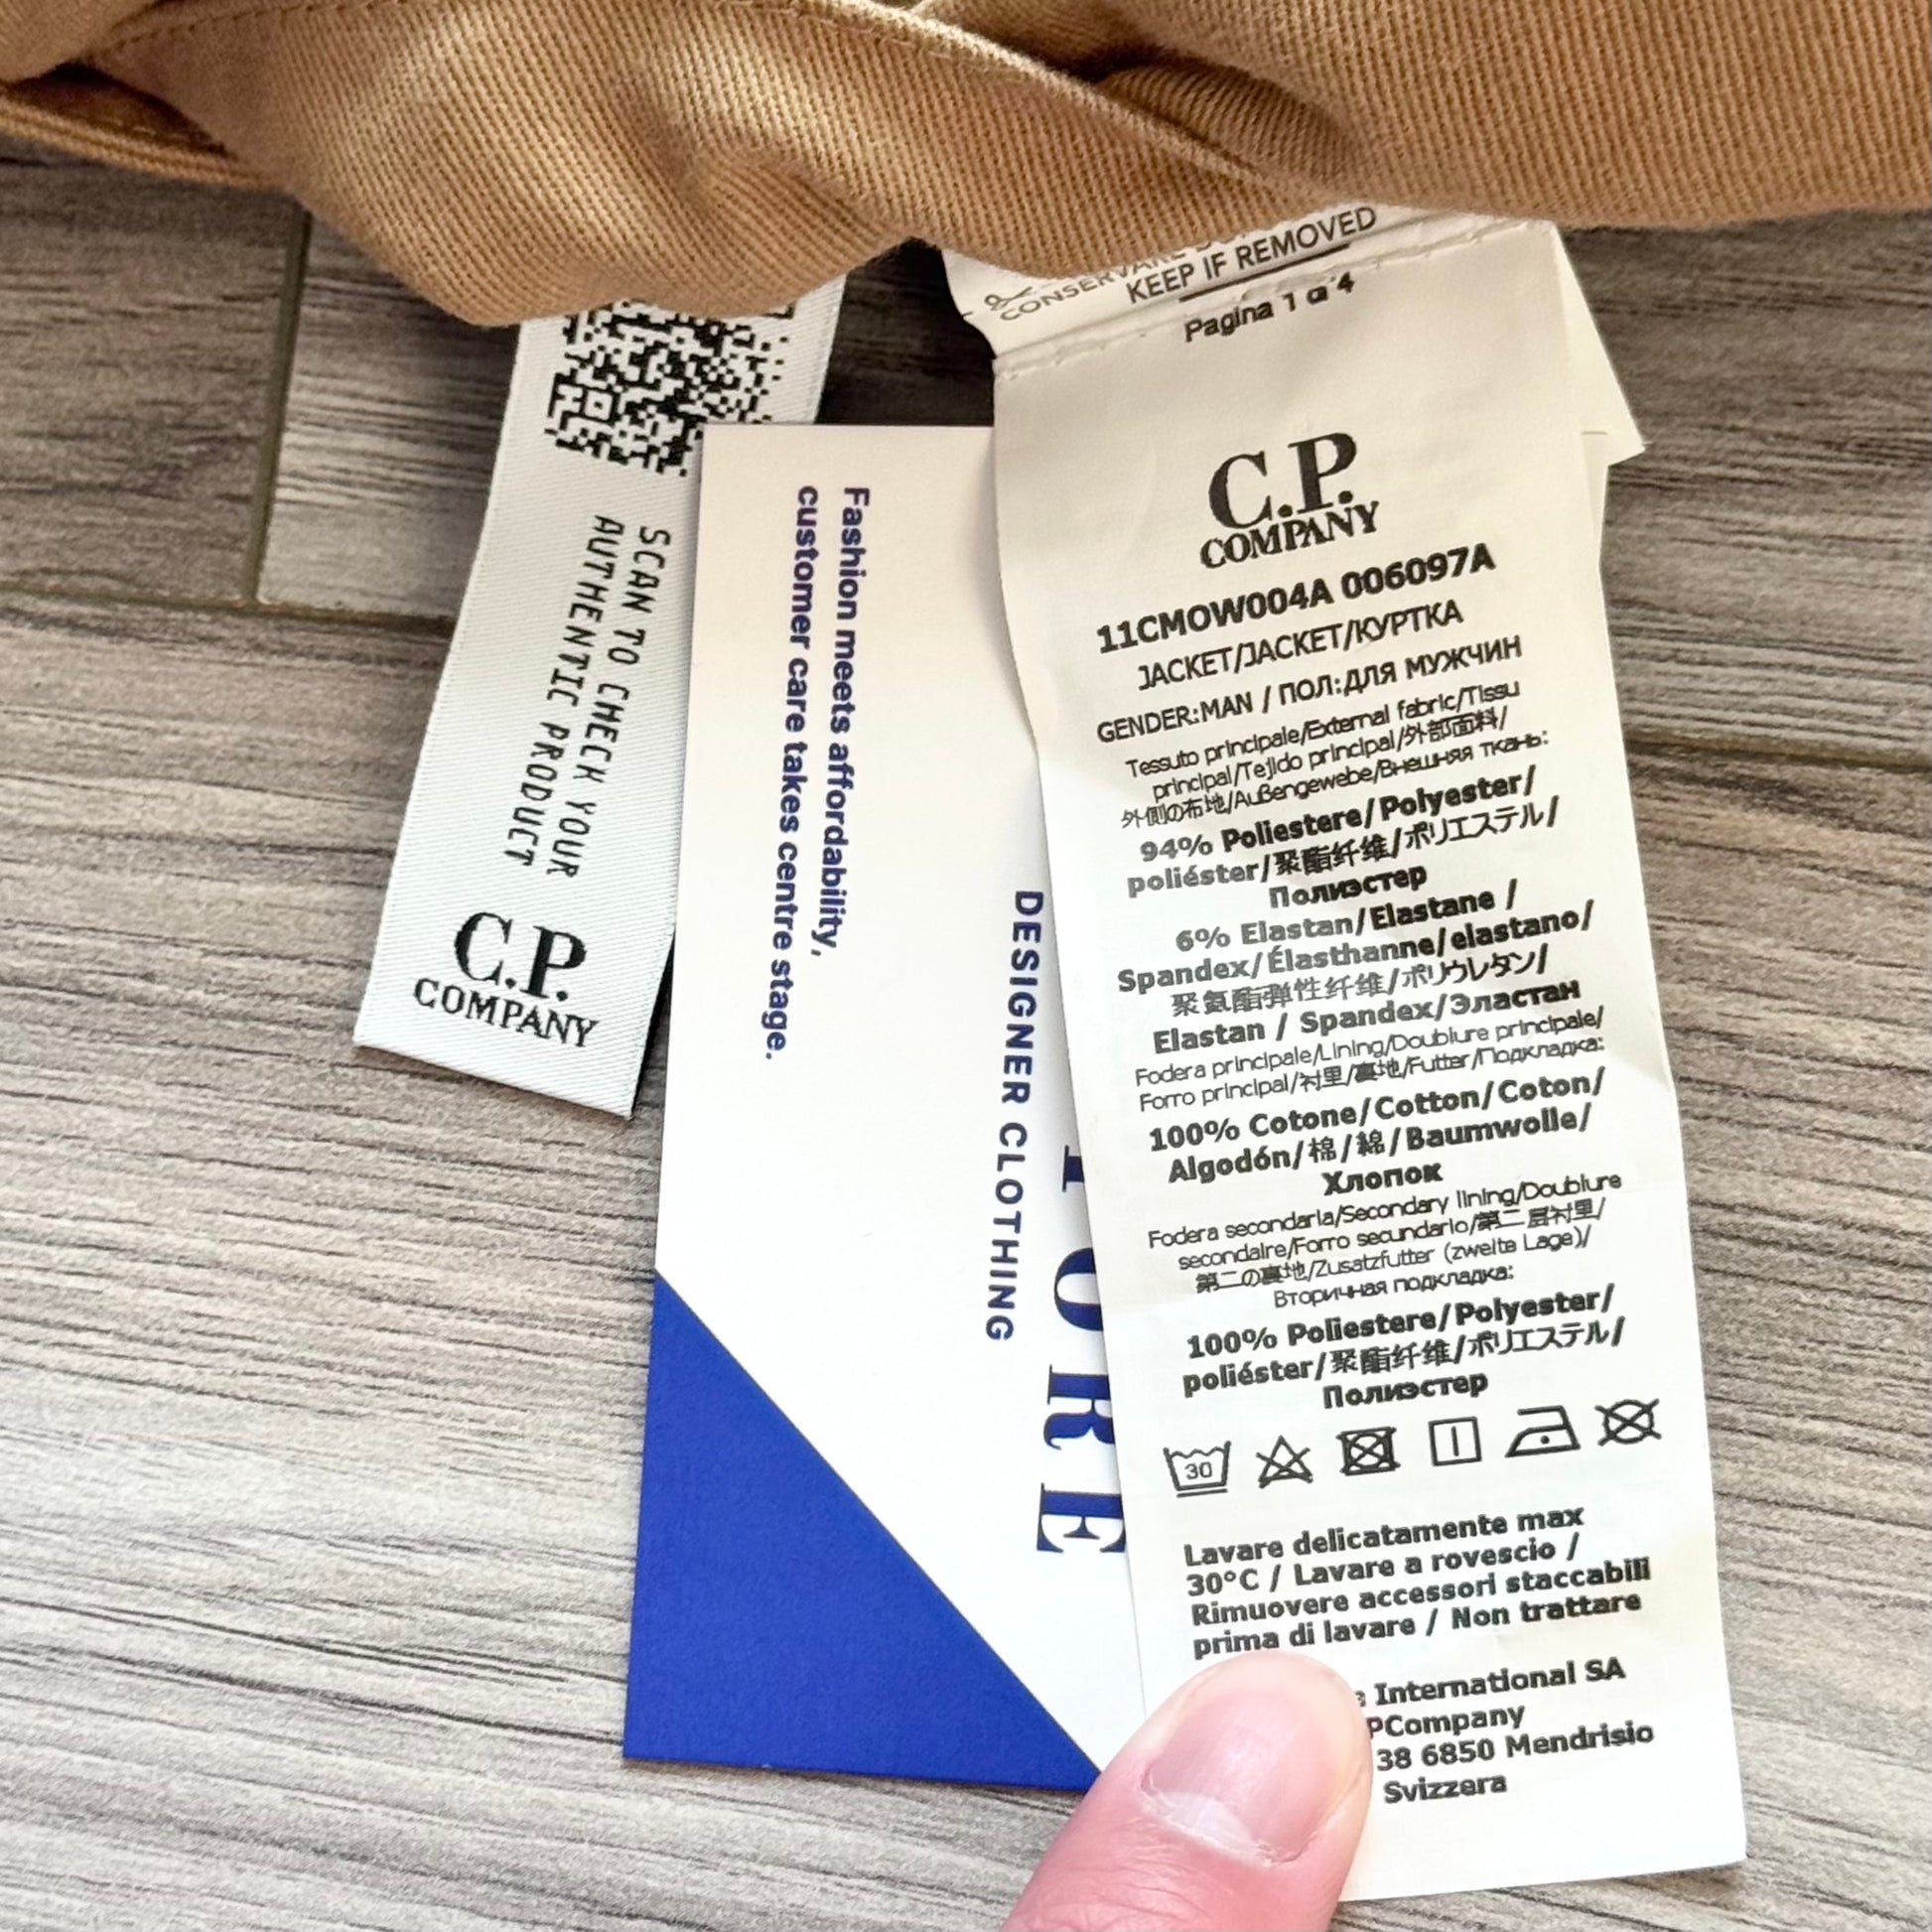 SCAN TO CHECK YOUR
AUTHENTIC PRODUCT
C.P.
COMPANY
Fashion meets affordability,
customer care takes centre stage.
DESIGNER CLOTHING
ORE
KEEP IF REMOVED
Pagina 1 a 4
C.P.
COMPANY
11CMOW004A 006097A
JACKET/JACKET/КУРТКА
GENDER:MAN / ПОЛ:ДЛЯ МУЖЧИН
Tessuto principale/External fabric/Tissu
principal/Tejido principal/外部面料/
外側の布地/Außengewebe/Внешняя ткань:
94% Poliestere/Polyester/
poliéster/聚酯纤维/ポリエステル/
Полиэстер
6% Elastan/Elastane /
Spandex/Élasthanne/elastano/
聚氨酯弹性纤维/ポリウレタン/
Elastan / Spandex/Эластан
Fodera principale/Lining/Doublure principale/
Forro principal/衬里/裏地/Futter/Подкладка:
100% Cotone/Cotton/Coton/
Algodón/棉/綿/Baumwolle/
Хлопок
Fodera secondaria/Secondary lining/Doublure
secondaire/Forro secundario/第二层衬里/
第二の裏地/Zusatzfutter (zweite Lage)/
Вторичная подкладка:
100% Poliestere/Polyester/
poliéster/聚酯纤维/ポリエステル/
Полиэстер
30
Lavare delicatamente max
30°C / Lavare a rovescio /
Rimuovere accessori staccabili
prima di lavare / Non trattare
International SA
PCompany
38 6850 Mendrisio
Svizzera